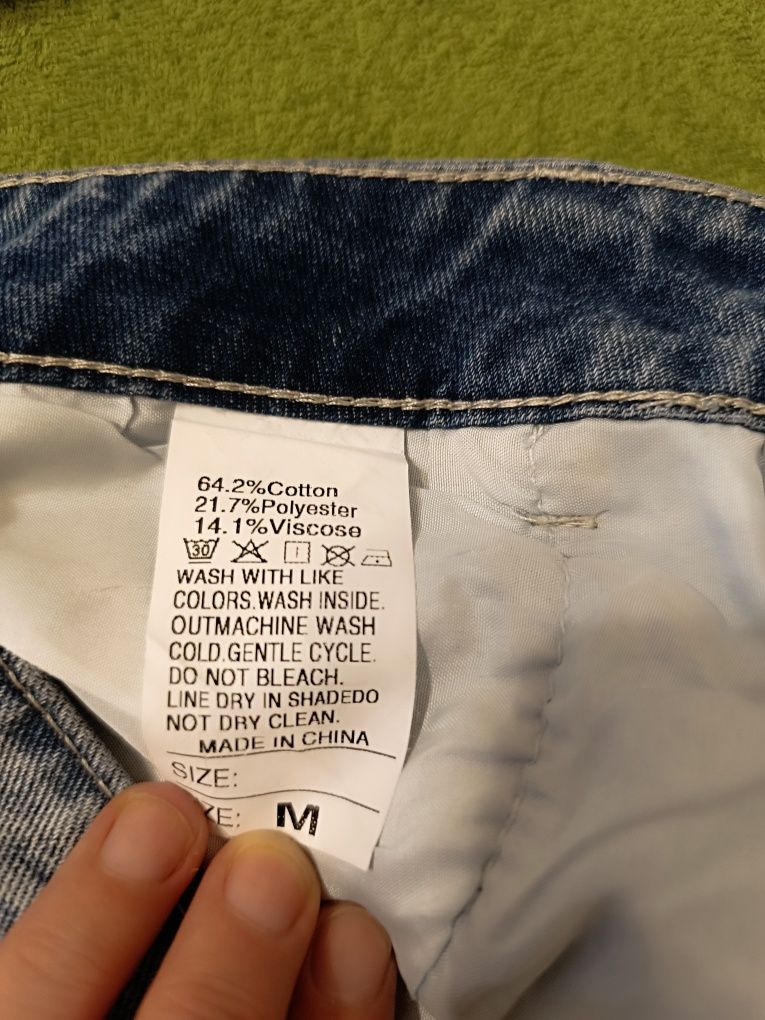 64.2%Cotton
21.7%Polyester
14.1%Viscose
30
WASH WITH LIKE
COLORS.WASH INSIDE.
OUTMACHINE WASH
COLD.GENTLE CYCLE.
DO NOT BLEACH.
LINE DRY IN SHADEDO
NOT DRY CLEAN.
MADE IN CHINA
SIZE:
ZE: M